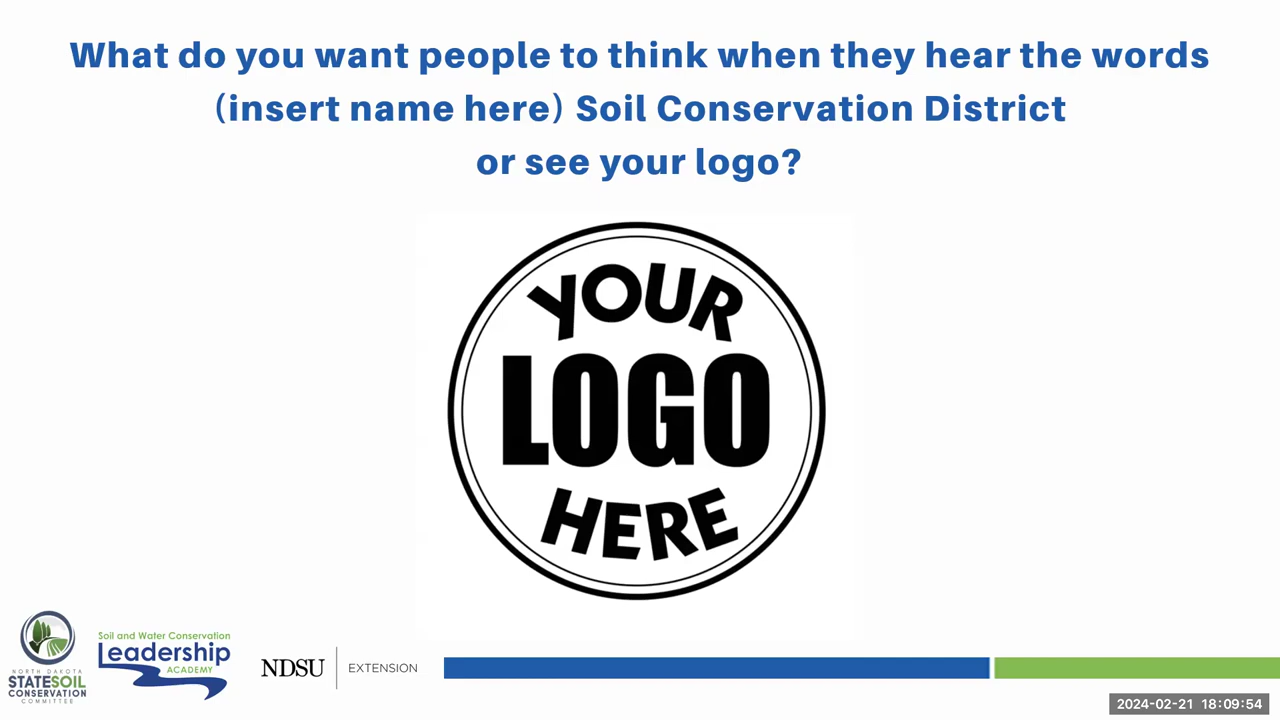 What do you want people to think when they hear the words
(insert name here) Soil Conservation District
or see your logo?
YOUR
LOGO
HERE
NORTH DAKOTA
STATE SOIL
CONSERVATION
COMMITTEE
Soil and Water Conservation
Leadership
ACADEMY
NDSU
EXTENSION
2024-02-21 18:09:54